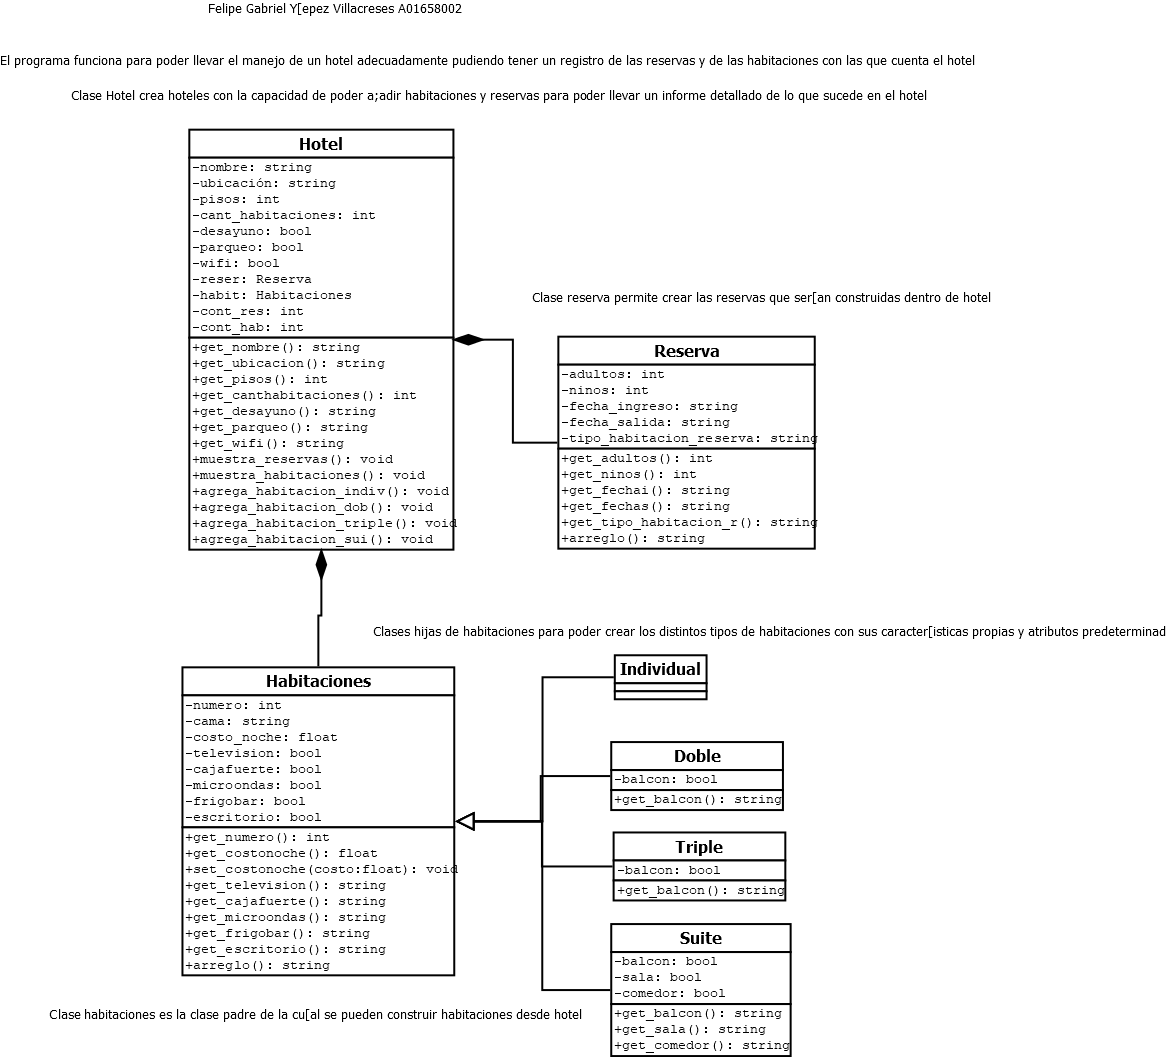 Felipe Gabriel Y[epez Villacreses A01658002
El programa funciona para poder llevar el manejo de un hotel adecuadamente pudiendo tener un registro de las reservas y de las habitaciones con las que cuenta el hotel
Clase Hotel crea hoteles con la capacidad de poder a;adir habitaciones y reservas para poder llevar un informe detallado de lo que sucede en el hotel
Hotel
-nombre: string
-ubicación: string
-pisos: int
-cant_habitaciones: int
-desayuno: bool
-parqueo: bool
-wifi: bool
-reser: Reserva
-habit: Habitaciones
-cont_res: int
-cont_hab: int
+get_nombre(): string
+get_ubicacion(): string
+get_pisos(): int
+get_canthabitaciones(): int
+get_desayuno(): string
+get_parqueo(): string
+get_wifi(): string
+muestra_reservas(): void
+muestra_habitaciones(): void
+agrega_habitacion_indiv(): void
+agrega_habitacion_dob(): void
+agrega_habitacion_triple(): void
+agrega_habitacion_sui(): void
Clase reserva permite crear las reservas que ser[an construidas dentro de hotel
Reserva
-adultos: int
-ninos: int
-fecha_ingreso: string
-fecha_salida: string
-tipo_habitacion_reserva: string
+get_adultos(): int
+get_ninos(): int
+get_fechai(): string
+get_fechas(): string
+get_tipo_habitacion_r(): string
+arreglo(): string
Clases hijas de habitaciones para poder crear los distintos tipos de habitaciones con sus caracter[isticas propias y atributos predeterminad
Habitaciones
-numero: int
-cama: string
-costo_noche: float
-television: bool
-cajafuerte: bool
-microondas: bool
-frigobar: bool
-escritorio: bool
+get_numero(): int
+get_costonoche(): float
+set_costonoche(costo:float): void
+get_television(): string
+get_cajafuerte(): string
+get_microondas(): string
+get_frigobar(): string
+get_escritorio(): string
+arreglo(): string
Individual
Doble
-balcon: bool
+get_balcon(): string
Triple
-balcon: bool
+get_balcon(): string
Suite
-balcon: bool
-sala: bool
-comedor: bool
+get_balcon(): string
+get_sala(): string
+get_comedor(): string
Clase habitaciones es la clase padre de la cu[al se pueden construir habitaciones desde hotel